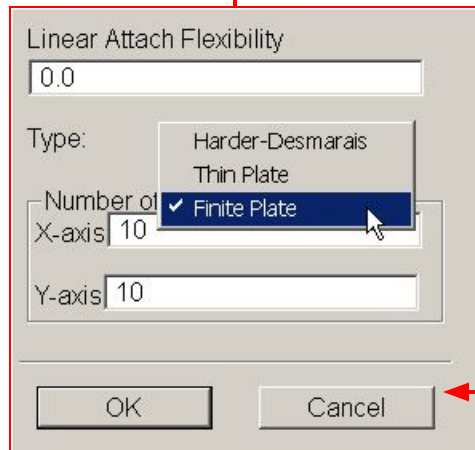 Linear Attach Flexibility
0.0
Type:
Harder-Desmarais
Thin Plate
Finite Plate
Number of
X-axis 10
Y-axis 10
OK Cancel